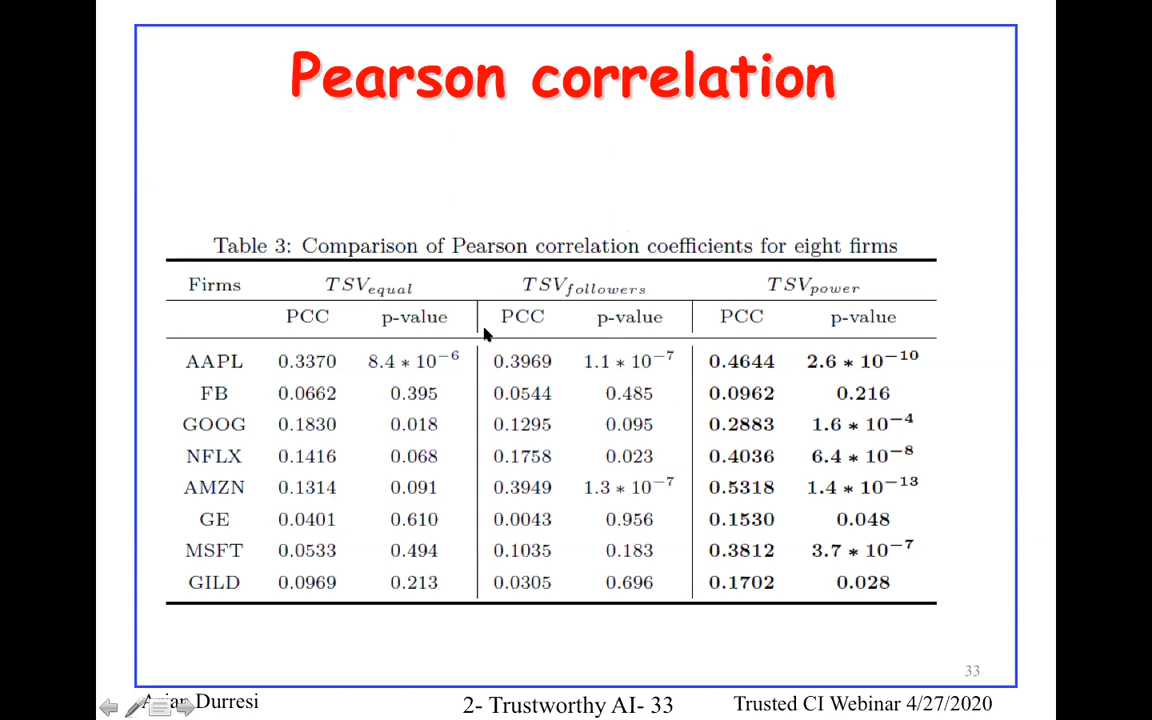 Pearson correlation
Table 3: Comparison of Pearson correlation coefficients for eight firms
Firms TSVequal TSVfollowers TSVpower
PCC p-value PCC p-value PCC p-value
AAPL 0.3370 8.4 * 10−6 0.3969 1.1 * 10−7 0.4644 2.6 * 10−10
FB 0.0662 0.395 0.0544 0.485 0.0962 0.216
GOOG 0.1830 0.018 0.1295 0.095 0.2883 1.6 * 10−4
NFLX 0.1416 0.068 0.1758 0.023 0.4036 6.4 * 10−8
AMZN 0.1314 0.091 0.3949 1.3 * 10−7 0.5318 1.4 * 10−13
GE 0.0401 0.610 0.0043 0.956 0.1530 0.048
MSFT 0.0533 0.494 0.1035 0.183 0.3812 3.7 * 10−7
GILD 0.0969 0.213 0.0305 0.696 0.1702 0.028
33
Arjan Durresi 2- Trustworthy AI- 33 Trusted CI Webinar 4/27/2020